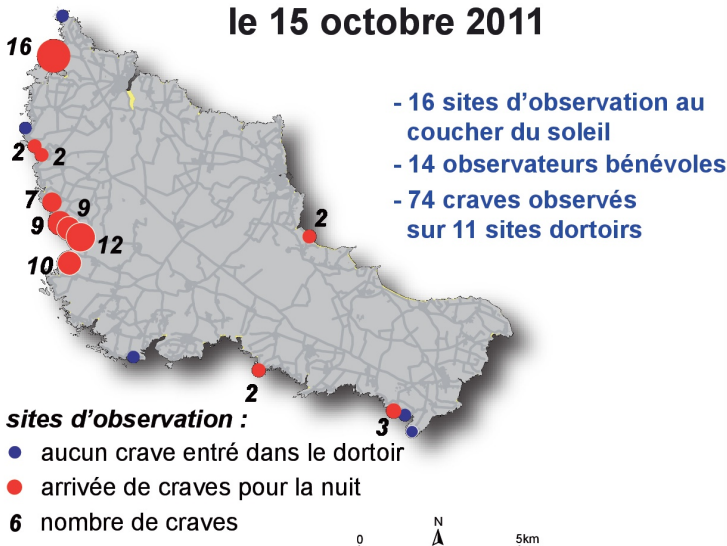 le 15 octobre 2011
16
- 16 sites d'observation au
coucher du soleil
- 14 observateurs bénévoles
2
2
- 74 craves observés
sur 11 sites dortoirs
7
9
9
2
12
10
2
3
sites d'observation :
aucun crave entré dans le dortoir
arrivée de craves pour la nuit
6 nombre de craves
N
0 5km